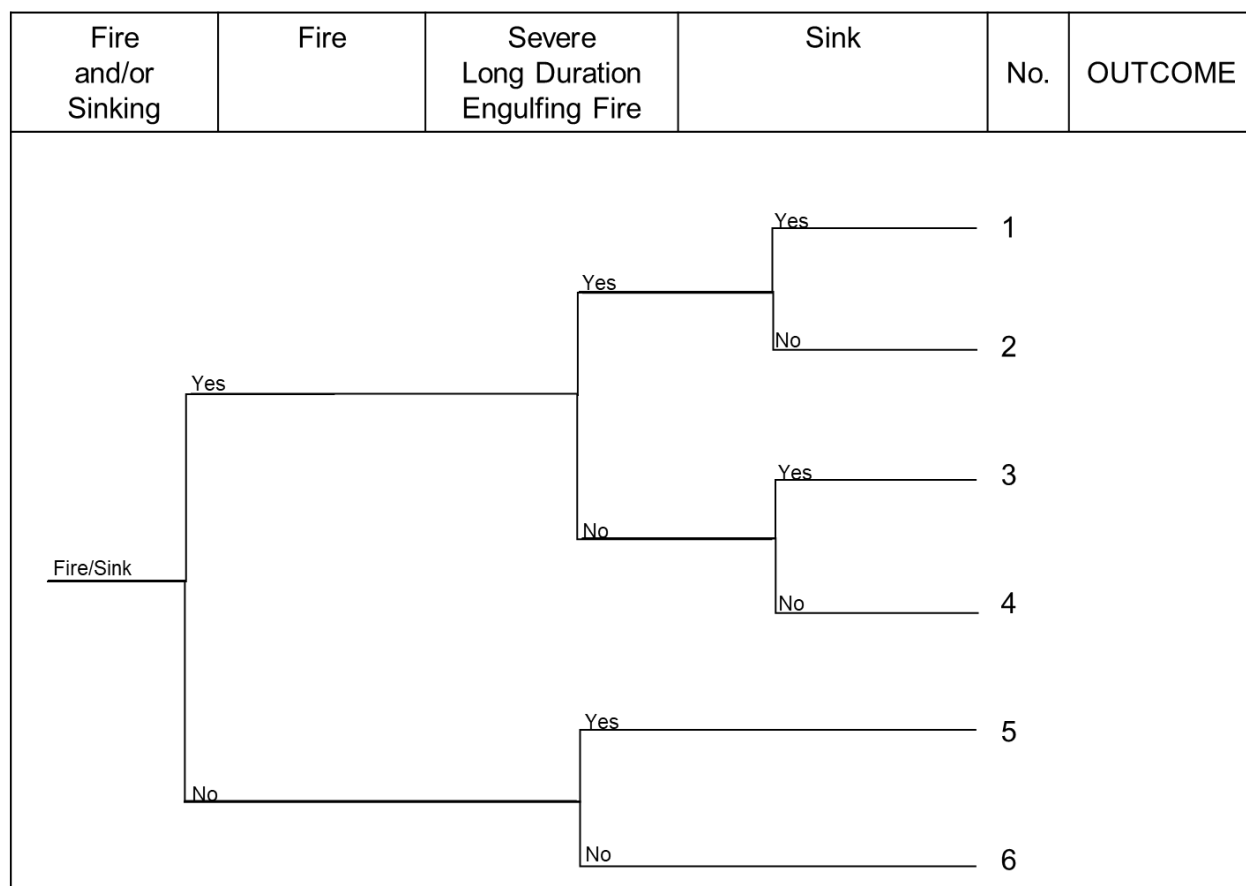 Fire
and/or
Sinking
Fire
Severe
Long Duration
Engulfing Fire
Sink
No.
OUTCOME
Yes
1
Yes
No
2
Yes
Yes
3
No
Fire/Sink
No
4
Yes
5
No
No
6